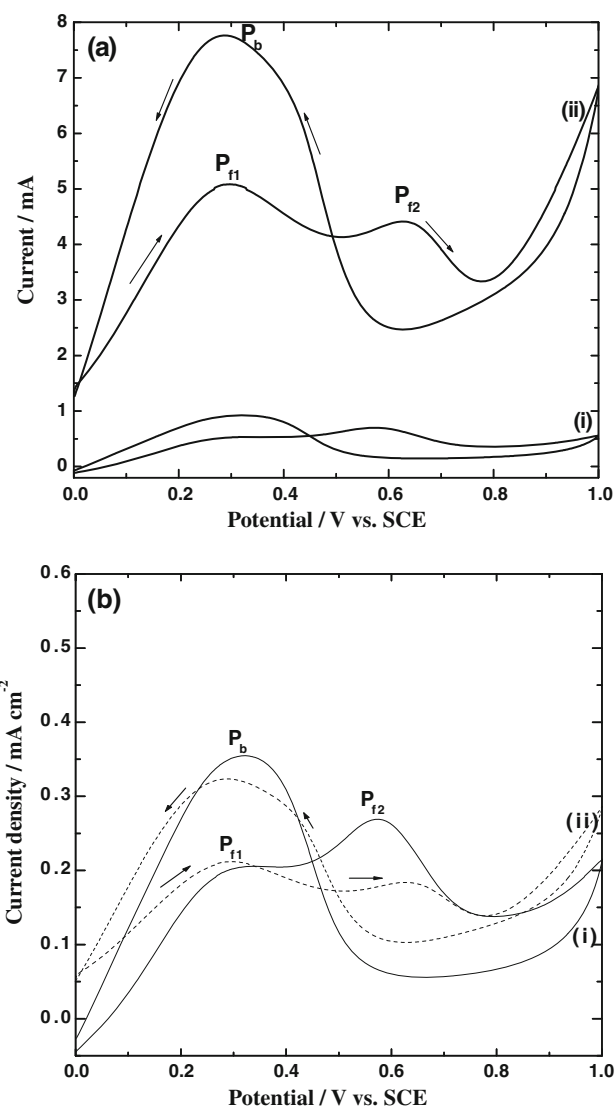 (a)
8
7
6
5
4
3
2
1
0
Current / mA
P_b
P_f1
P_f2
(ii)
(i)
0.0 0.2 0.4 0.6 0.8 1.0
Potential / V vs. SCE
(b)
0.6
0.5
0.4
0.3
0.2
0.1
0.0
Current density / mA cm⁻²
P_b
P_f2
P_f1
(ii)
(i)
0.0 0.2 0.4 0.6 0.8 1.0
Potential / V vs. SCE